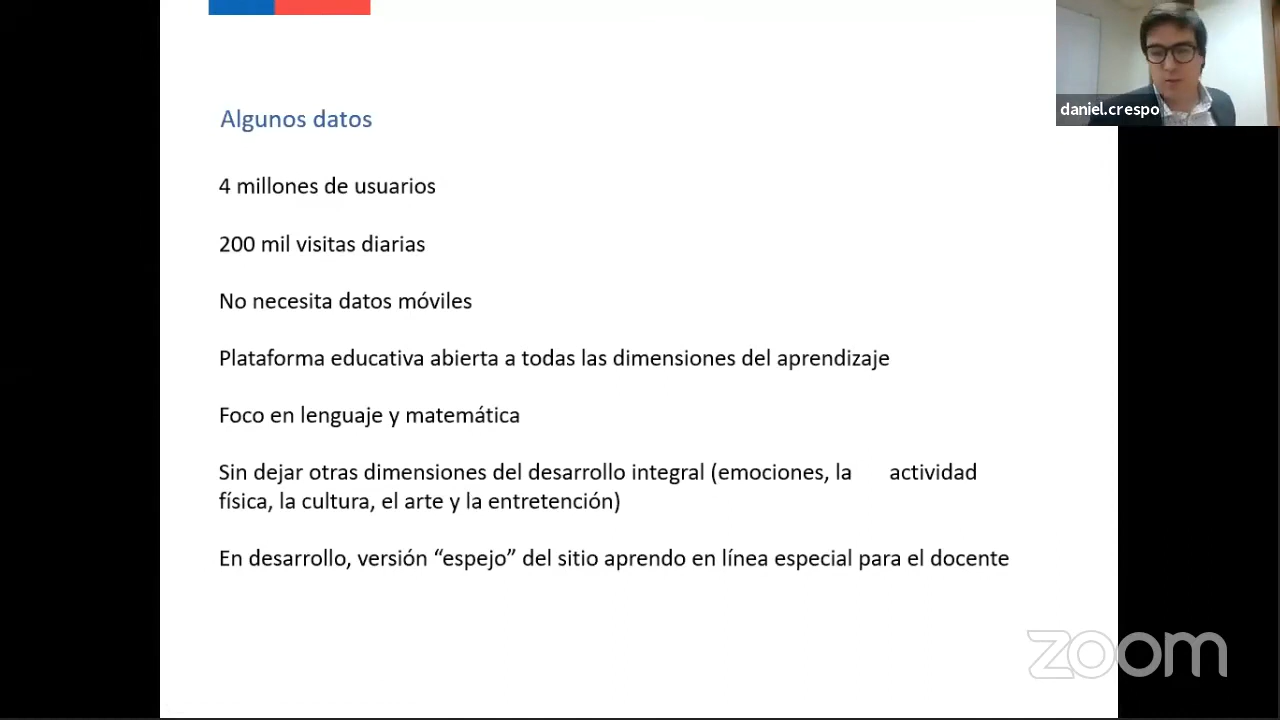 daniel.crespo
Algunos datos
4 millones de usuarios
200 mil visitas diarias
No necesita datos móviles
Plataforma educativa abierta a todas las dimensiones del aprendizaje
Foco en lenguaje y matemática
Sin dejar otras dimensiones del desarrollo integral (emociones, la actividad
física, la cultura, el arte y la entretención)
En desarrollo, versión “espejo” del sitio aprendo en línea especial para el docente
zoom